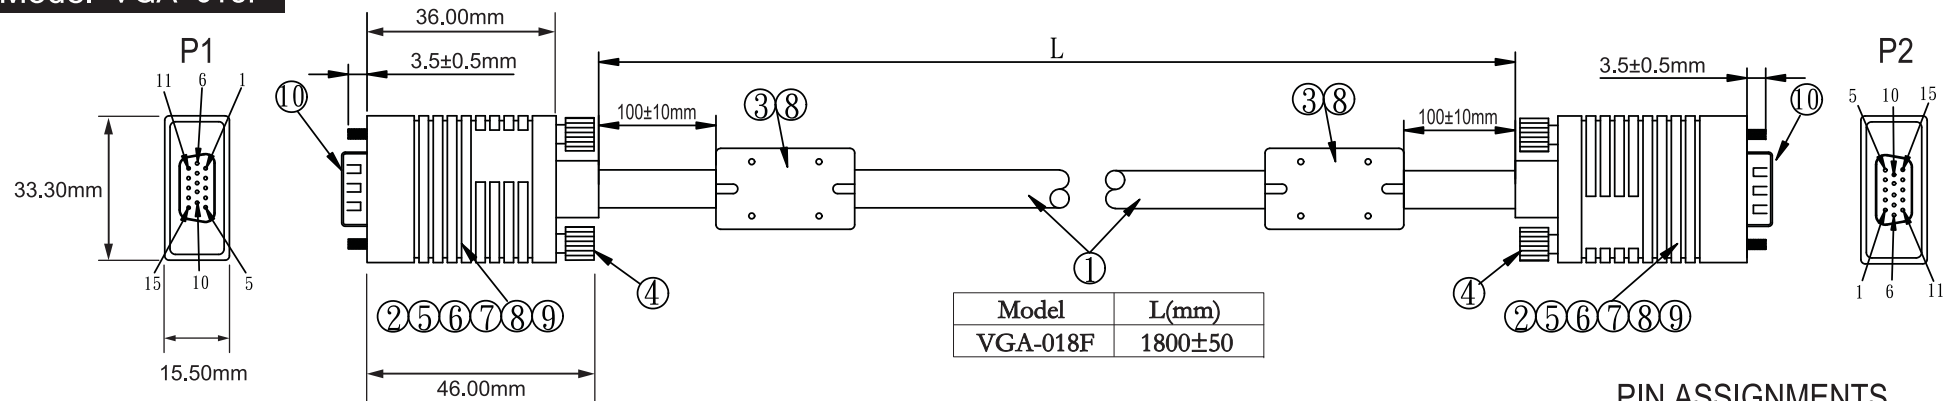 Model VGA-018F
36.00mm
P1
3.5±0.5mm
L
3.5±0.5mm
P2
11 6 1
⑩
③⑧
③⑧
⑩
5 10 15
100±10mm
100±10mm
33.30mm
15 10 5
④
①
④
1 6 11
②⑤⑥⑦⑧⑨
②⑤⑥⑦⑧⑨
Model L(mm)
VGA-018F 1800±50
15.50mm
46.00mm
PIN ASSIGNMENTS